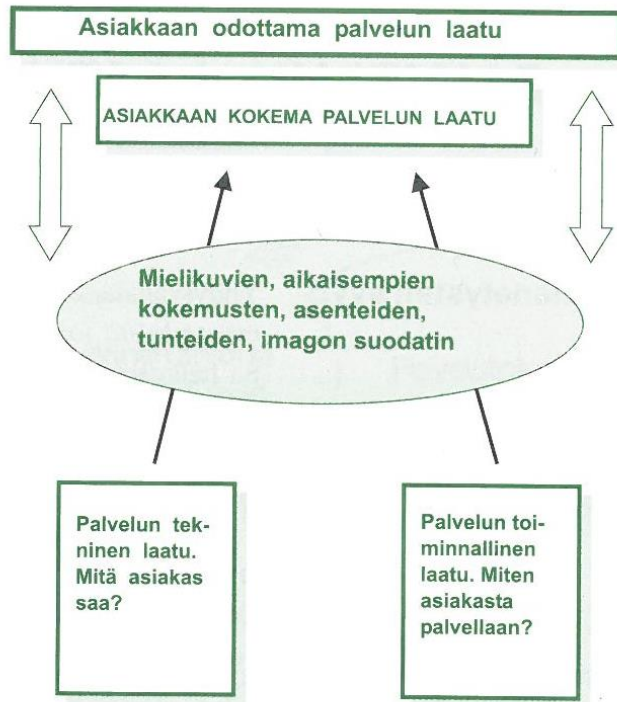 Asiakkaan odottama palvelun laatu
ASIAKKAAN KOKEMA PALVELUN LAATU
Mielikuvien, aikaisempien
kokemusten, asenteiden,
tunteiden, imagon suodatin
Palvelun tek-
ninen laatu.
Mitä asiakas
saa?
Palvelun toi-
minnallinen
laatu. Miten
asiakasta
palvellaan?